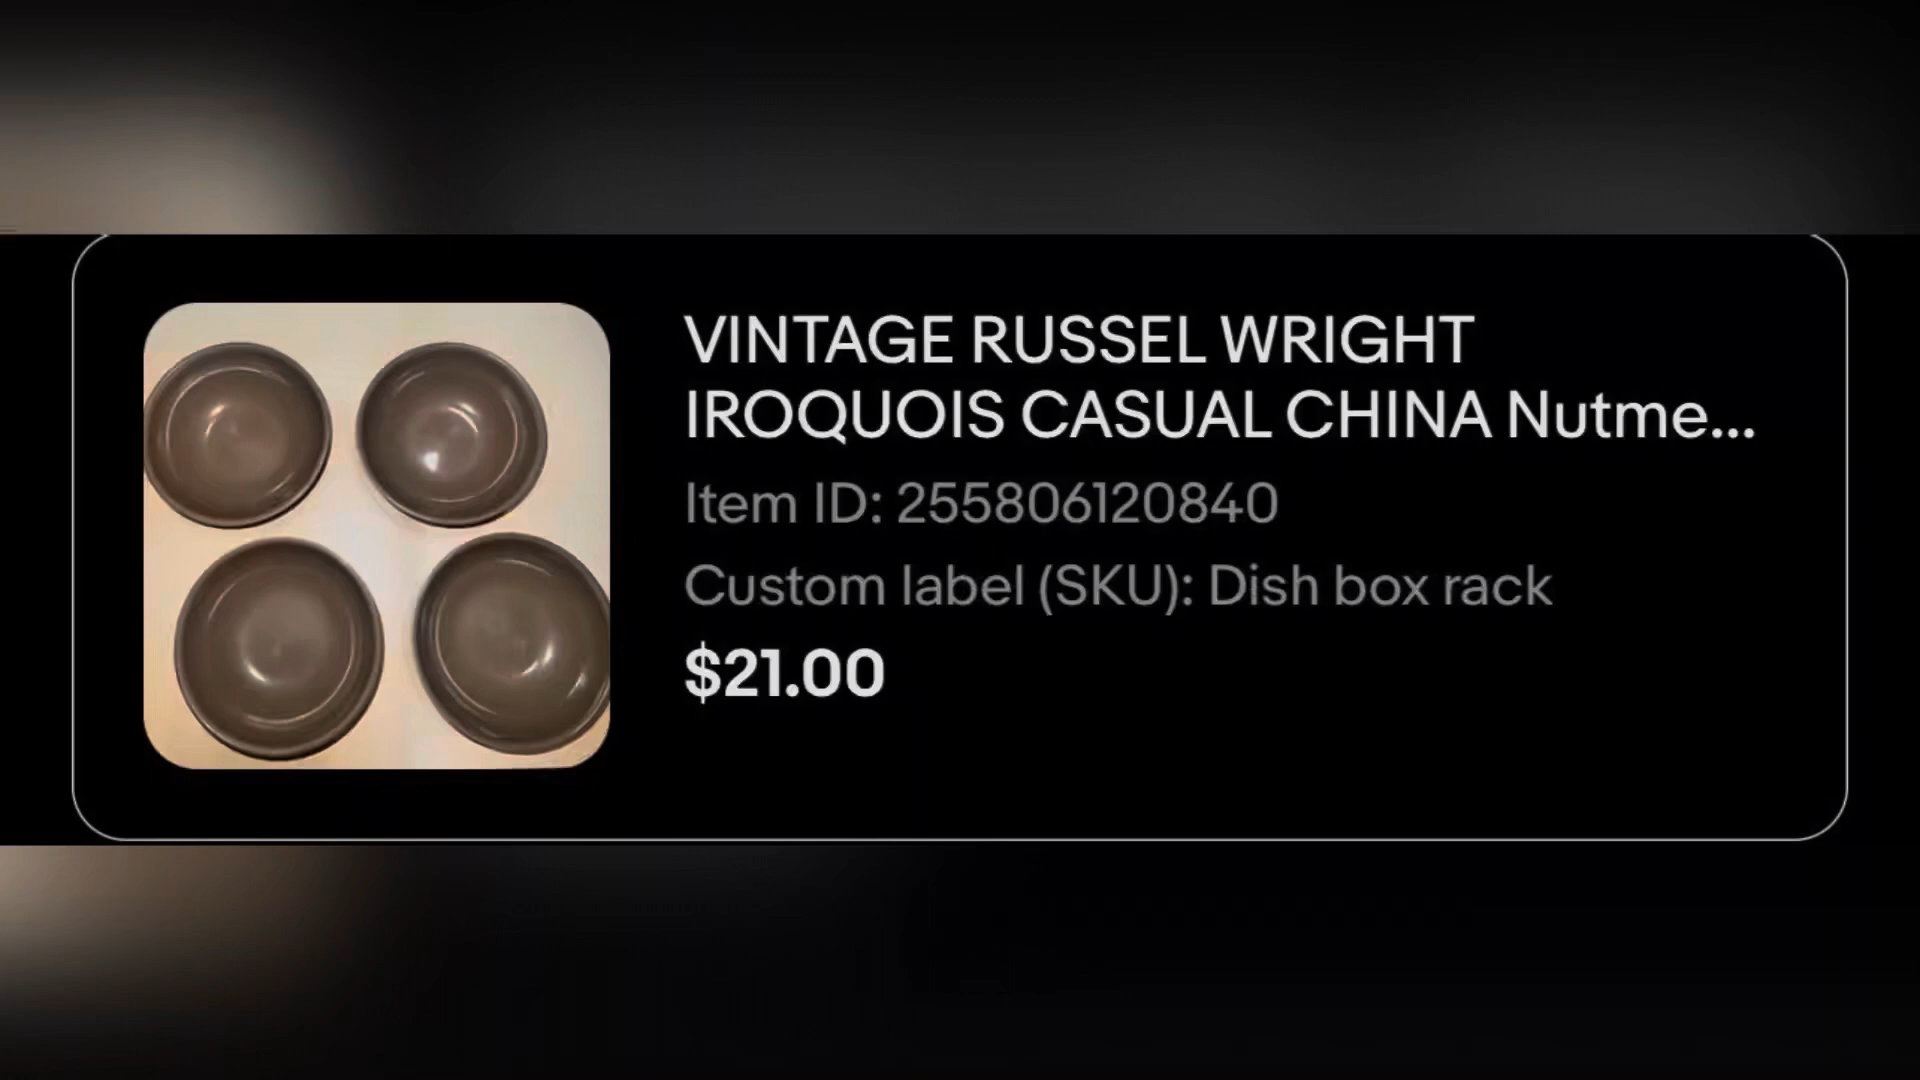 VINTAGE RUSSEL WRIGHT
IROQUOIS CASUAL CHINA Nutme...
Item ID: 255806120840
Custom label (SKU): Dish box rack
$21.00